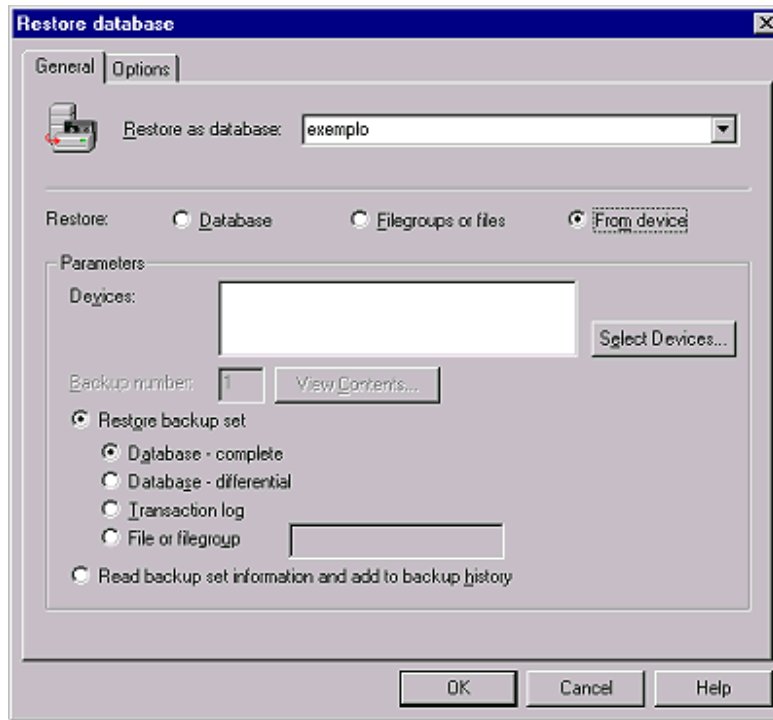 Restore database
General Options
Restore as database: exemplo
Restore: Database Filegroups or files From device
Parameters
Devices:
Select Devices...
Backup number: 1 View Contents...
Restore backup set
Database - complete
Database - differential
Transaction log
File or filegroup
Read backup set information and add to backup history
OK Cancel Help